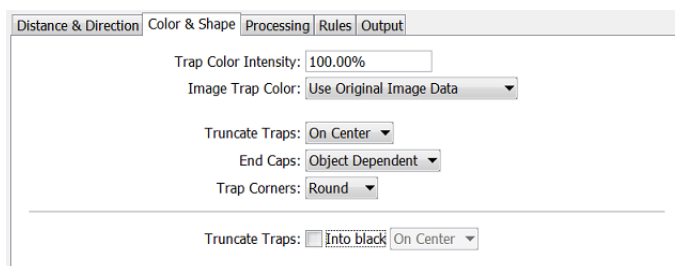 Distance & Direction Color & Shape Processing Rules Output
Trap Color Intensity: 100.00%
Image Trap Color: Use Original Image Data
Truncate Traps: On Center
End Caps: Object Dependent
Trap Corners: Round
Truncate Traps: Into black On Center